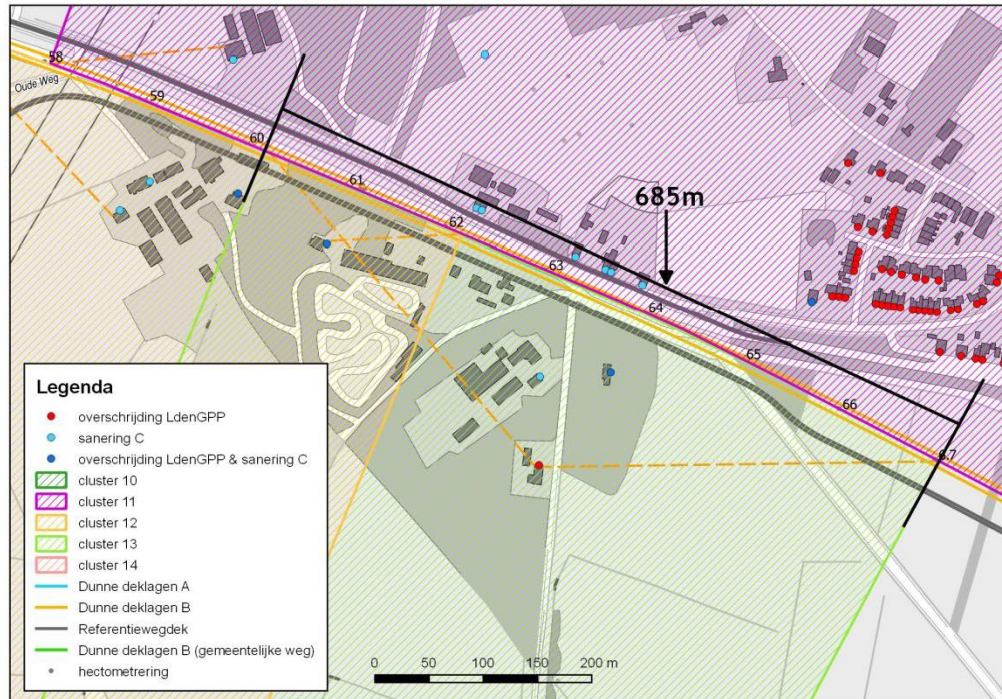 58
Oude Weg
59
60
61
62
63
64
65
66
6.7
685m
Legenda
overschrijding LdenGPP
sanering C
overschrijding LdenGPP & sanering C
cluster 10
cluster 11
cluster 12
cluster 13
cluster 14
Dunne deklagen A
Dunne deklagen B
Referentiewegdek
Dunne deklagen B (gemeentelijke weg)
hectometrering
0 50 100 150 200 m